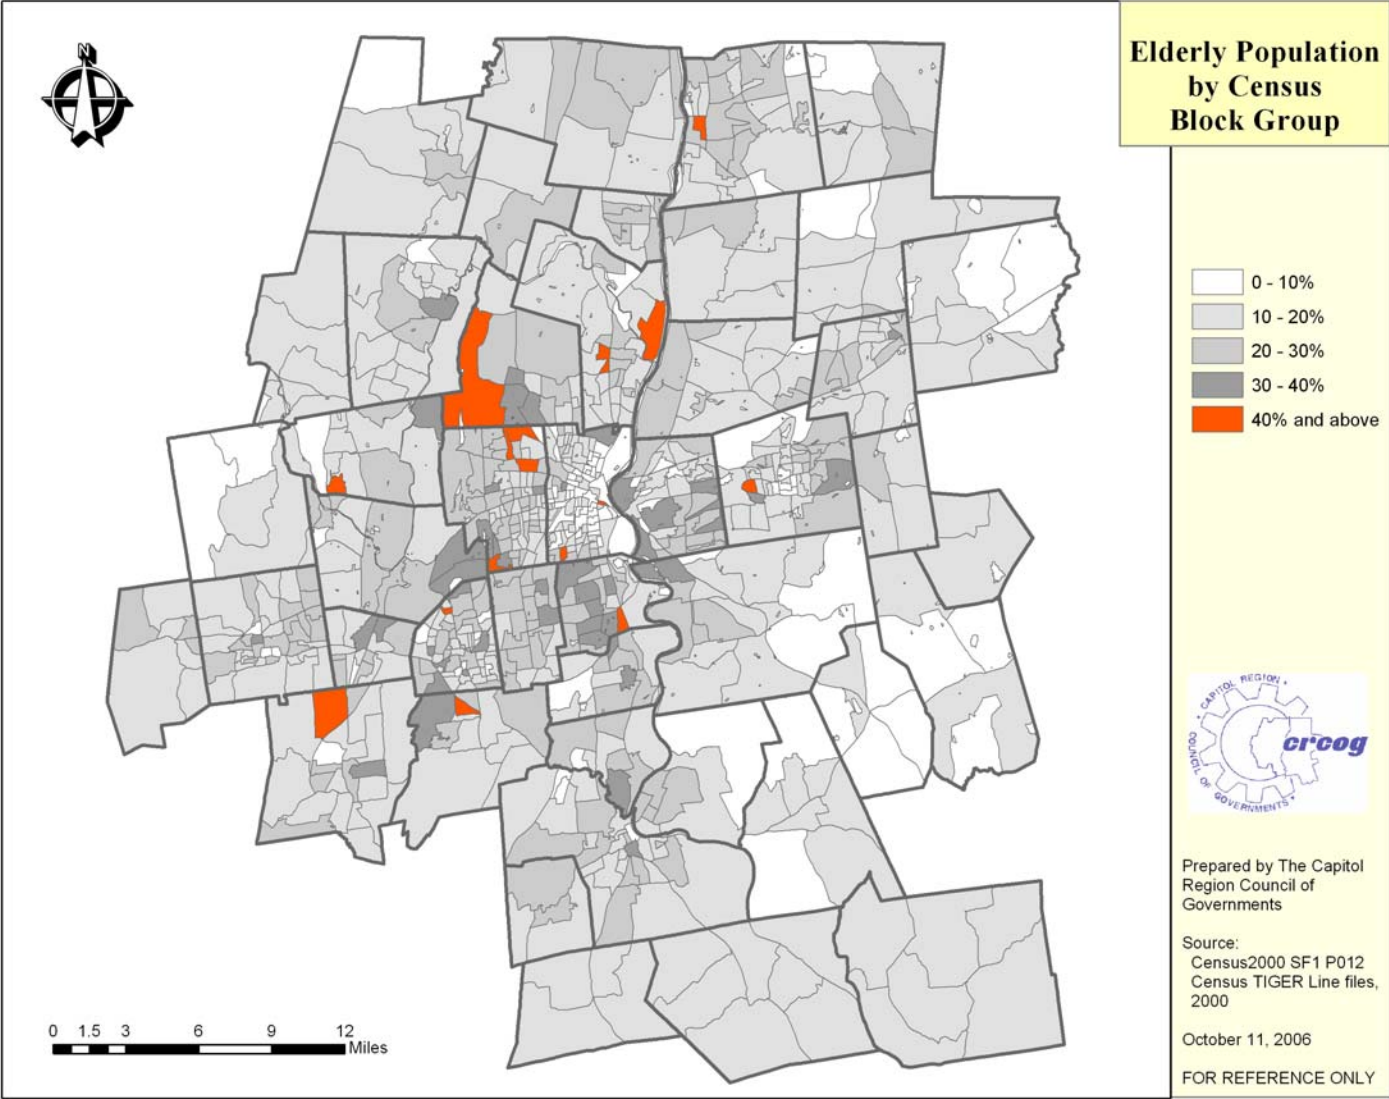 N
Elderly Population
by Census
Block Group
0 - 10%
10 - 20%
20 - 30%
30 - 40%
40% and above
CAPITOL REGION
COUNCIL OF GOVERNMENTS
crcog
Prepared by The Capitol
Region Council of
Governments
Source:
Census2000 SF1 P012
Census TIGER Line files,
2000
October 11, 2006
FOR REFERENCE ONLY
0 1.5 3 6 9 12
Miles